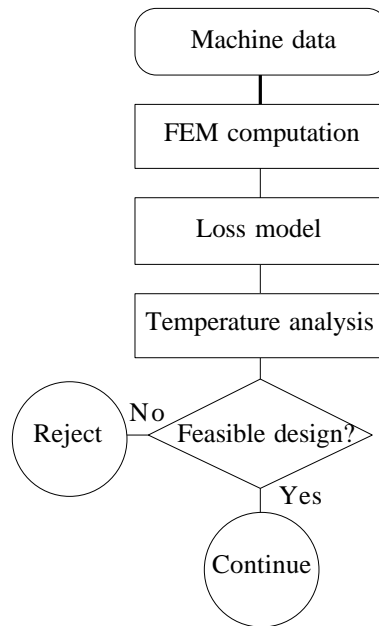 Machine data
FEM computation
Loss model
Temperature analysis
No
Reject
Feasible design?
Yes
Continue